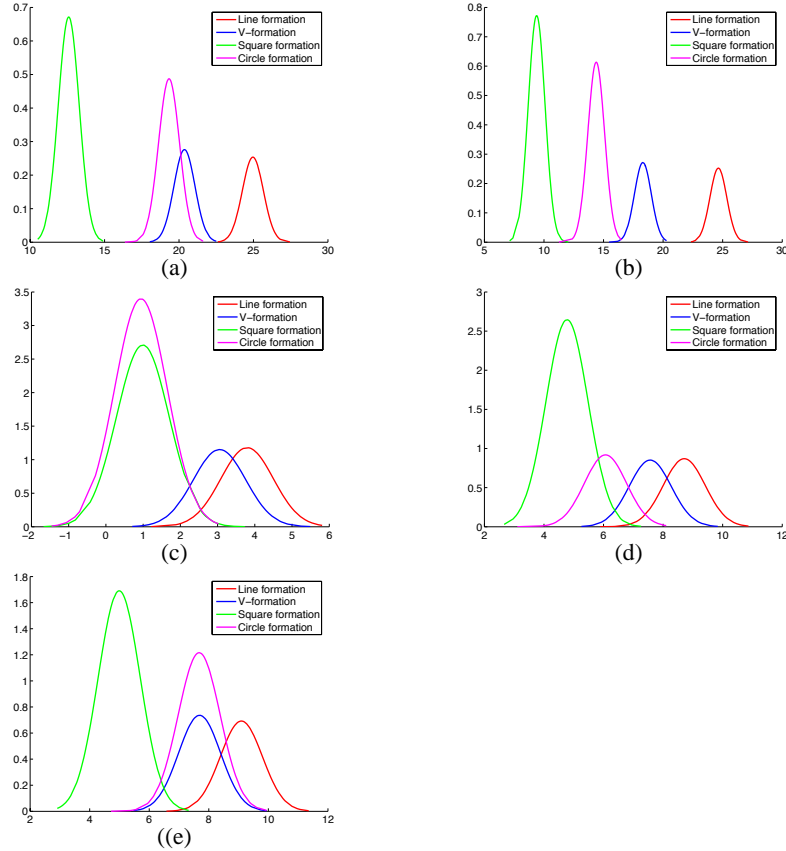 0.7
0.6
0.5
0.4
0.3
0.2
0.1
0
10 15 20 25 30
Line formation
V−formation
Square formation
Circle formation
(a)
0.8
0.7
0.6
0.5
0.4
0.3
0.2
0.1
0
5 10 15 20 25 30
Line formation
V−formation
Square formation
Circle formation
(b)
3.5
3
2.5
2
1.5
1
0.5
0
−2 −1 0 1 2 3 4 5 6
Line formation
V−formation
Square formation
Circle formation
(c)
3
2.5
2
1.5
1
0.5
0
2 4 6 8 10 12
Line formation
V−formation
Square formation
Circle formation
(d)
1.8
1.6
1.4
1.2
1
0.8
0.6
0.4
0.2
0
2 4 6 8 10 12
Line formation
V−formation
Square formation
Circle formation
((e)